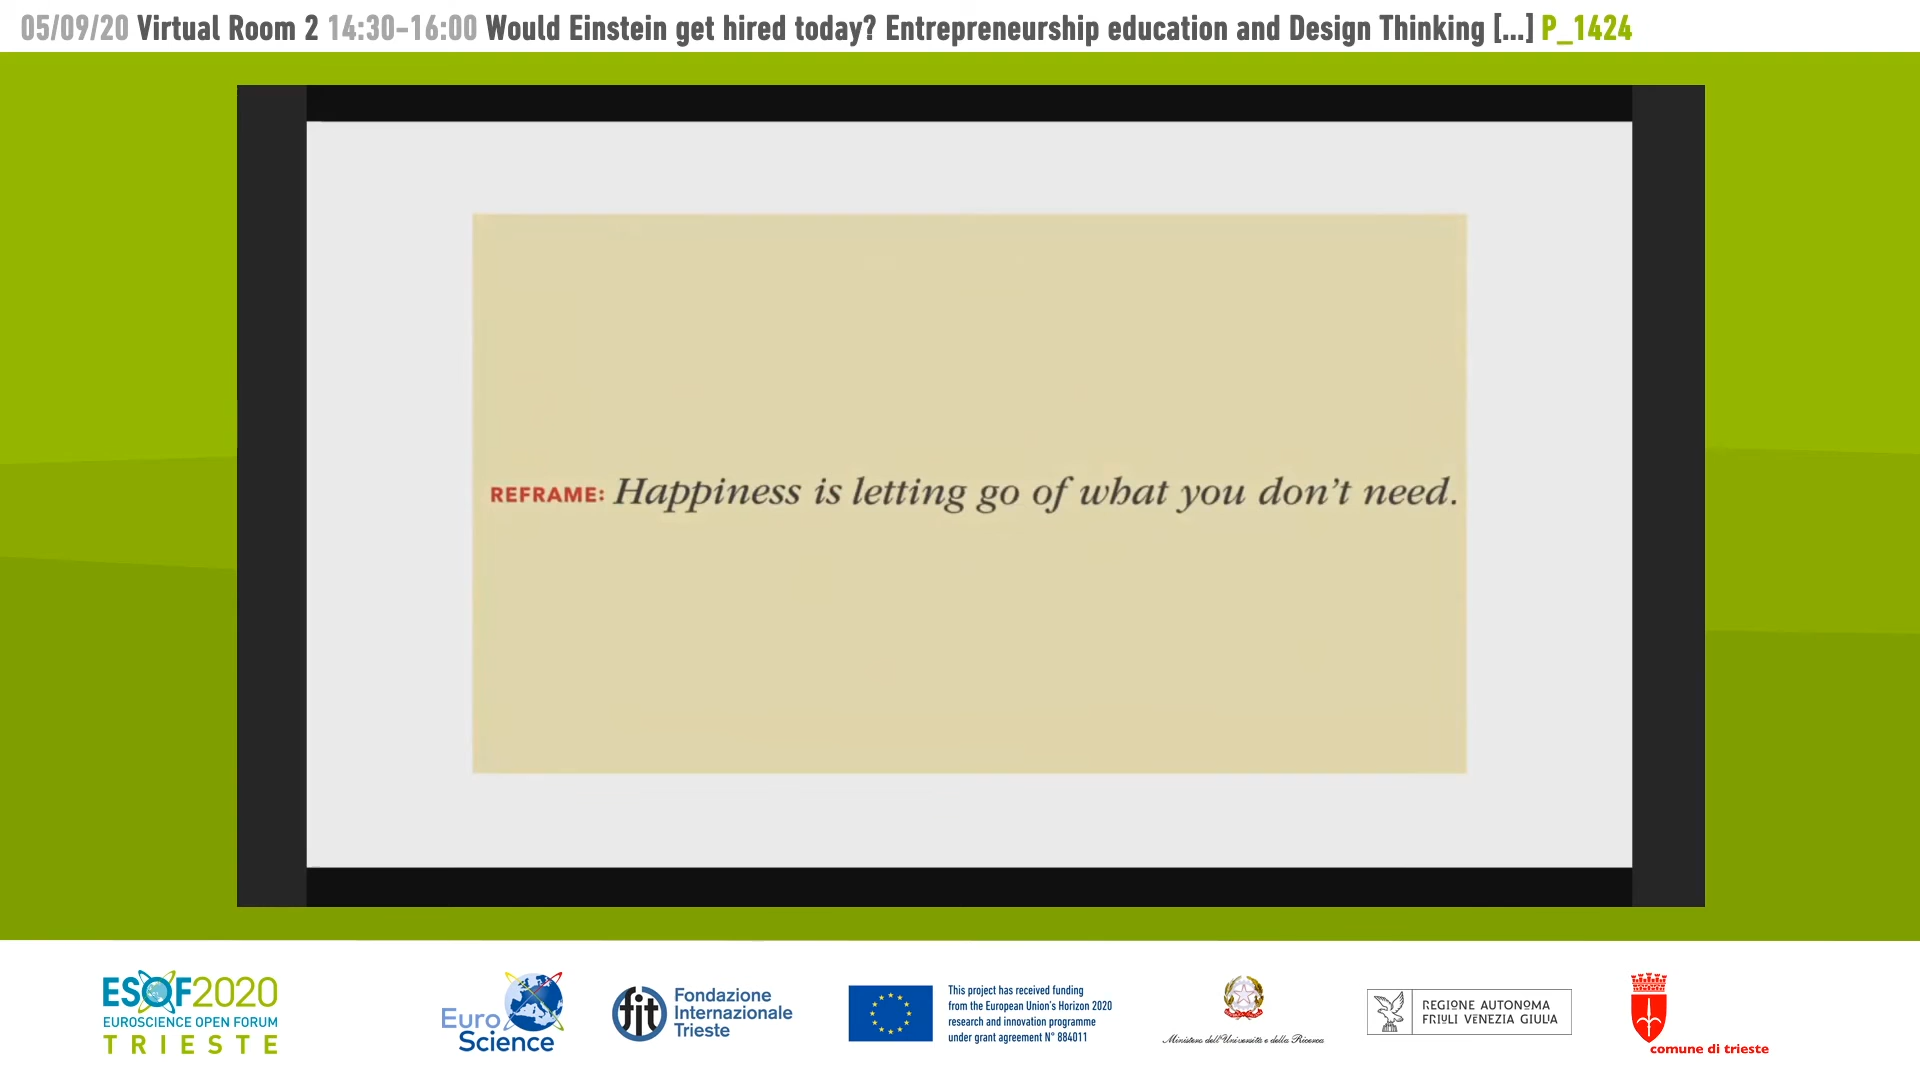 05/09/20 Virtual Room 2 14:30-16:00 Would Einstein get hired today? Entrepreneurship education and Design Thinking [...] P_1424
REFRAME: Happiness is letting go of what you don't need.
ESOF2020
EUROSCIENCE OPEN FORUM
TRIESTE
Euro
Science
fit
Fondazione
Internazionale
Trieste
This project has received funding
from the European Union's Horizon 2020
research and innovation programme
under grant agreement N° 884011
Ministero dell'Università e della Ricerca
REGIONE AUTONOMA
FRIULI VENEZIA GIULIA
comune di trieste